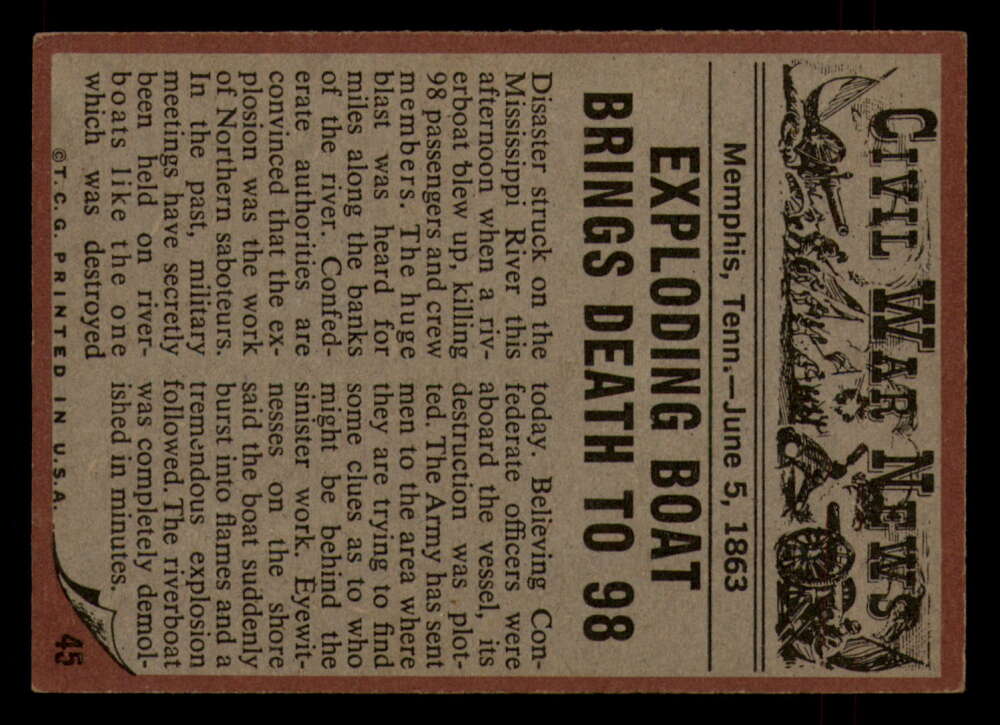 CIVIL WAR NEWS
Memphis, Tenn.—June 5, 1863
EXPLODING BOAT
BRINGS DEATH TO 98
Disaster struck on the
Mississippi River this
afternoon when a riv-
erboat blew up, killing
98 passengers and crew
members. The huge
blast was heard for
miles along the banks
of the river. Confed-
erate authorities are
convinced that the ex-
plosion was the work
of Northern saboteurs.
In the past, military
meetings have secretly
been held on river-
boats like the one
which was destroyed
today. Believing Con-
federate officers were
aboard the vessel, its
destruction was plot-
ted. The Army has sent
men to the area where
they are trying to find
some clues as to who
might be behind the
sinister work. Eyewit-
nesses on the shore
said the boat suddenly
burst into flames and a
tremendous explosion
followed. The riverboat
was completely demol-
ished in minutes.
©T.C.G. PRINTED IN U.S.A.
45